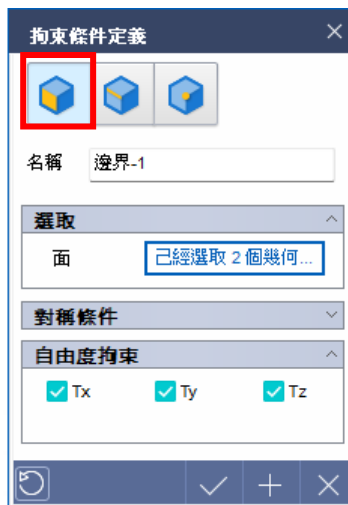 拘束條件定義
名稱 邊界-1
選取
面 已經選取 2 個幾何...
對稱條件
自由度拘束
Tx Ty Tz